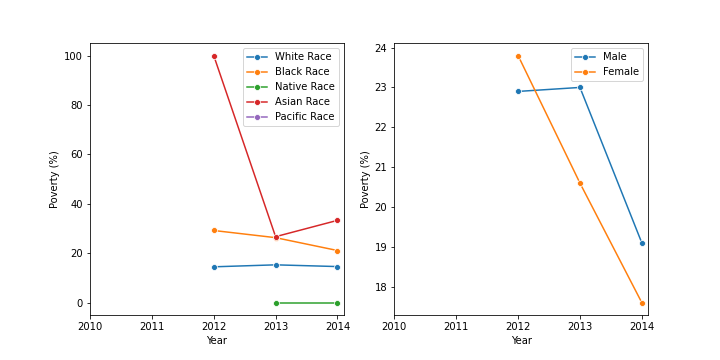 100
80
60
40
20
0
Poverty (%)
2010 2011 2012 2013 2014
Year
White Race
Black Race
Native Race
Asian Race
Pacific Race
24
23
22
21
20
19
18
Poverty (%)
2010 2011 2012 2013 2014
Year
Male
Female